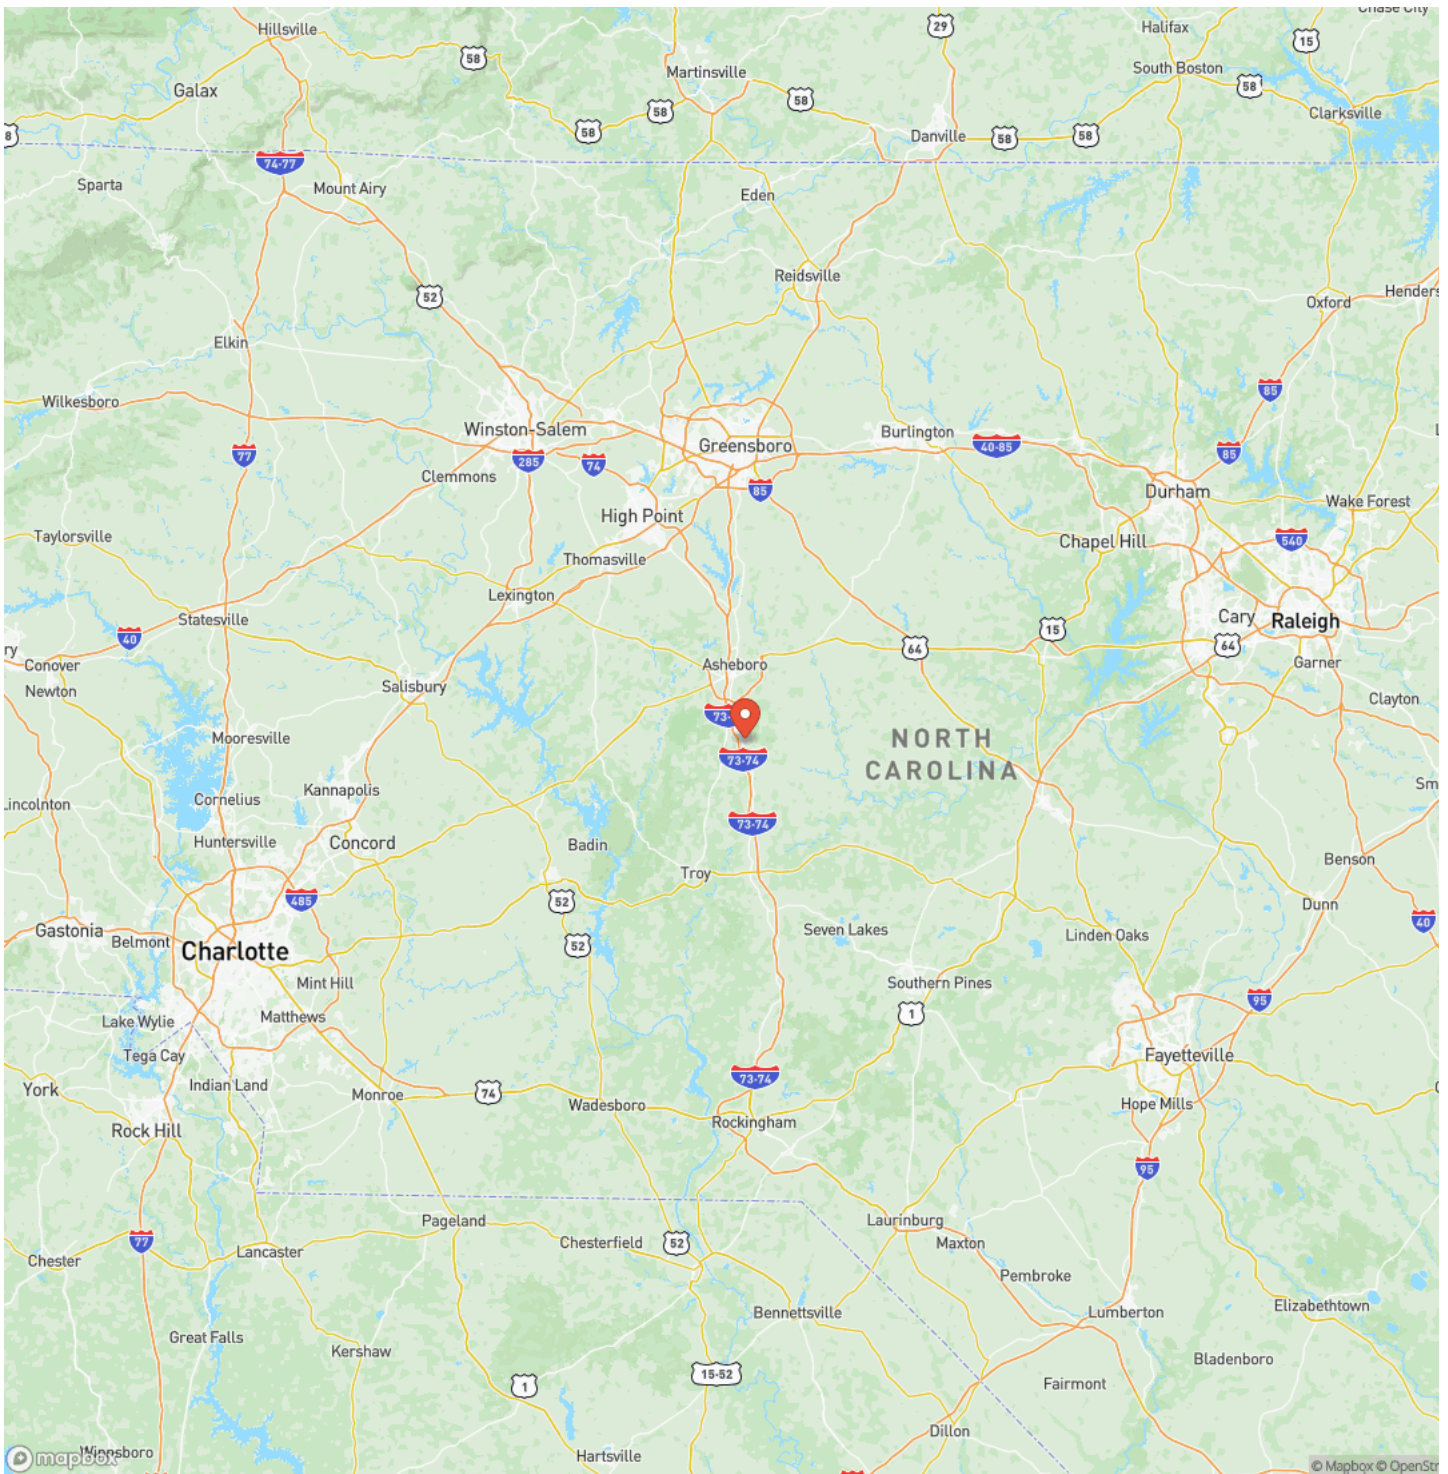 Chase City
Hillsville
29
Halifax
15
58
Martinsville
South Boston
Galax
58
58
58
Clarksville
58
8
Danville
58
58
74-77
Sparta
Mount Airy
Eden
52
Reidsville
Oxford
Henders
Elkin
85
Wilkesboro
Winston-Salem
Greensboro
Burlington
40-85
77
285
74
85
Clemmons
85
Durham
High Point
Wake Forest
Taylorsville
Thomasville
Chapel Hill
540
Lexington
Statesville
Cary
Raleigh
40
15
64
64
ry
Conover
Asheboro
Garner
Newton
Salisbury
Clayton
73-
Mooresville
NORTH
CAROLINA
73-74
Kannapolis
Sm
Lincolnton
Cornelius
73-74
Huntersville
Concord
Badin
Benson
Troy
485
52
Dunn
Gastonia
Belmont
Charlotte
52
Seven Lakes
Linden Oaks
40
Mint Hill
Southern Pines
95
Lake Wylie
Matthews
1
Tega Cay
Fayetteville
73-74
York
Indian Land
Monroe
74
Wadesboro
Hope Mills
Rock Hill
Rockingham
95
Pageland
Laurinburg
77
Chesterfield
52
Maxton
Chester
Lancaster
Pembroke
Bennettsville
Lumberton
Elizabethtown
Great Falls
Kershaw
Bladenboro
15-52
1
Fairmont
Dillon
Winnsboro
mapbox
Hartsville
© Mapbox © OpenStr